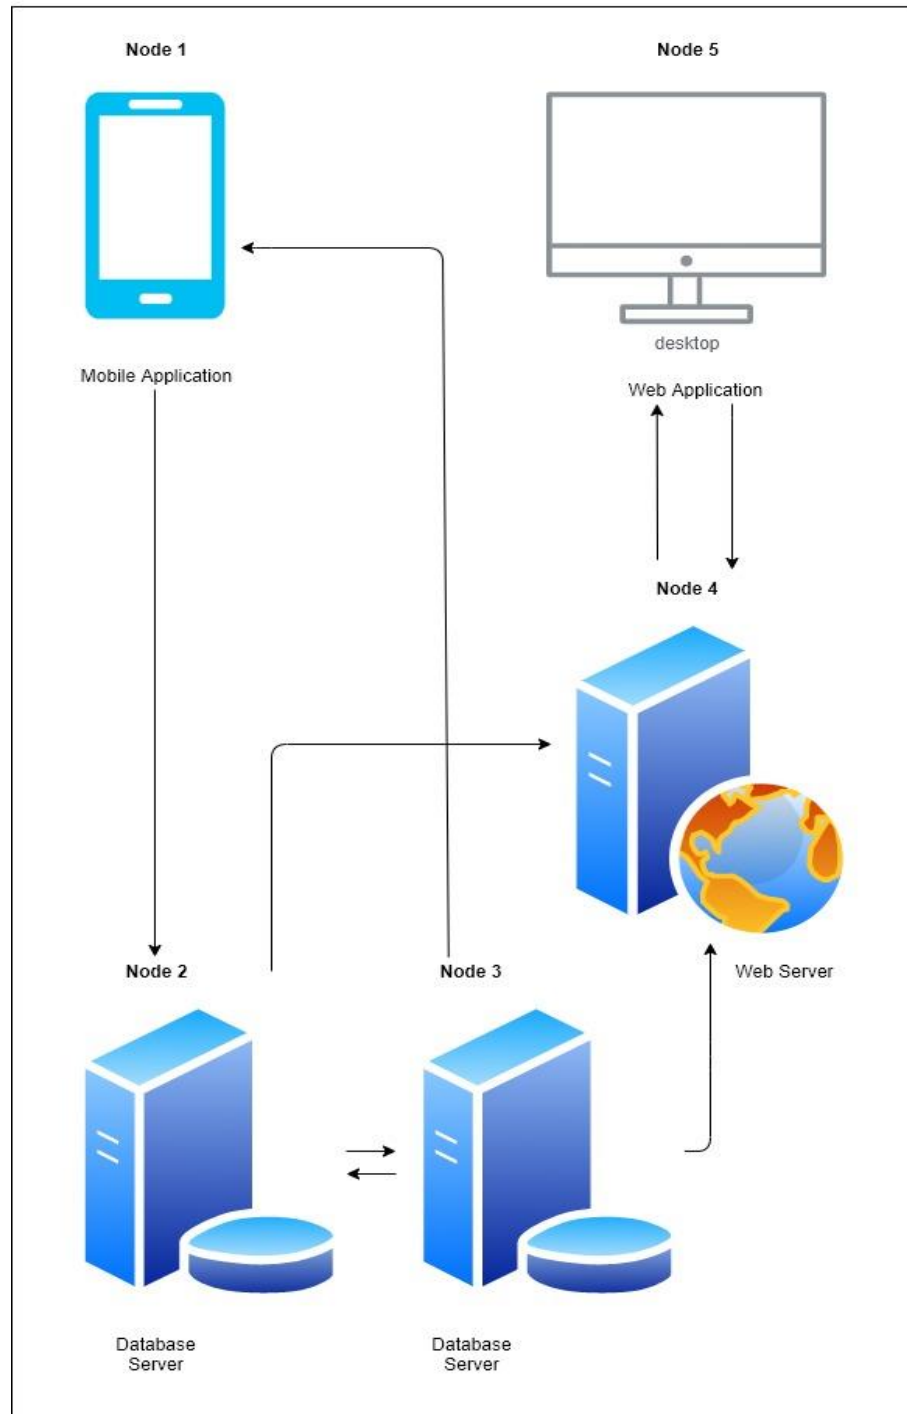 Node 1
Node 5
desktop
Mobile Application
Web Application
Node 4
Node 2
Node 3
Web Server
Database
Server
Database
Server